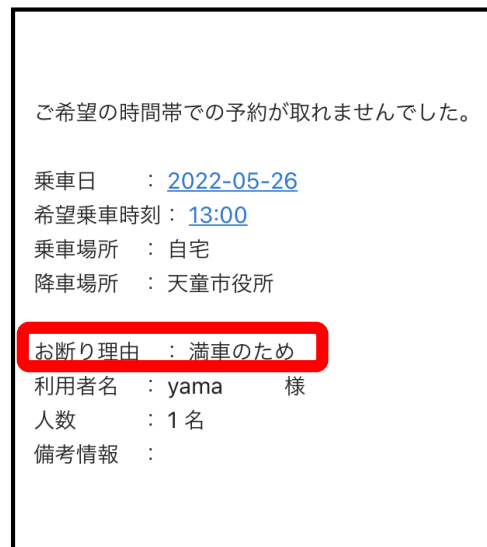 ご希望の時間帯での予約が取れませんでした。
乗車日　　： 2022-05-26
希望乗車時刻： 13:00
乗車場所　： 自宅
降車場所　： 天童市役所
お断り理由　： 満車のため
利用者名　： yama　　　様
人数　　　： 1 名
備考情報　：